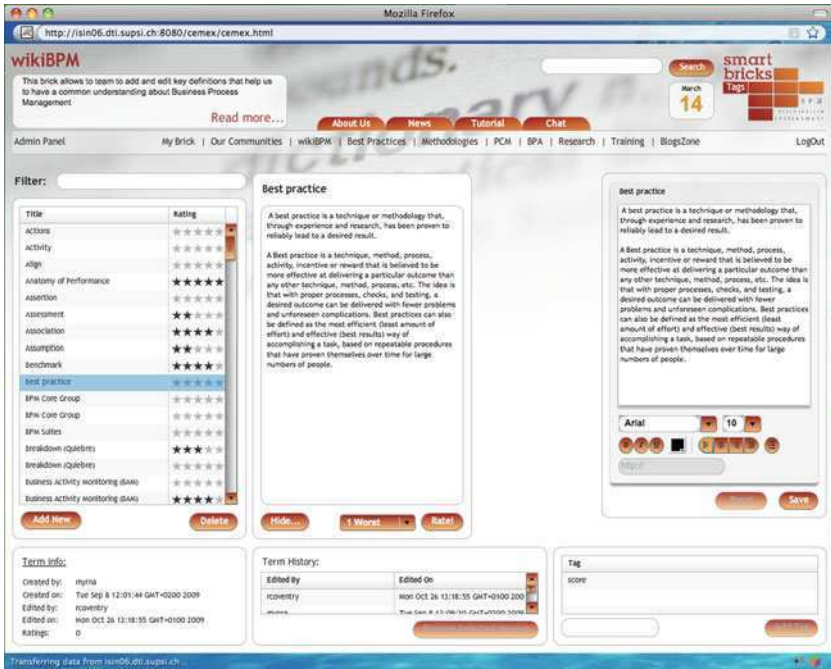 Mozilla Firefox
http://isin06.dti.supsi.ch:8080/cemex/cemex.html
wikiBPM
This brick allows to team to add and edit key definitions that help us
to have a common understanding about Business Process
Management
Read more...
Search
smart
bricks
Tags
March
14
About Us
News
Tutorial
Chat
Admin Panel
My Brick | Our Communities | wikiBPM | Best Practices | Methodologies | PCM | BPA | Research | Training | BlogsZone
LogOut
Filter:
Title Rating
Actions
Activity
Align
Anatomy of Performance
Assertion
Assessment
Association
Assumption
Benchmark
Best practice
BPM Core Group
BPM Core Group
BPM Suites
Breakdown (Quiebre)
Breakdown (Quiebre)
Business Activity Monitoring (BAM)
Business Activity Monitoring (BAM)
Add New
Delete
Best practice
A best practice is a technique or methodology that,
through experience and research, has been proven to
reliably lead to a desired result.
A Best practice is a technique, method, process,
activity, incentive or reward that is believed to be
more effective at delivering a particular outcome than
any other technique, method, process, etc. The idea is
that with proper processes, checks, and testing, a
desired outcome can be delivered with fewer problems
and unforeseen complications. Best practices can also
be defined as the most efficient (least amount of
effort) and effective (best results) way of
accomplishing a task, based on repeatable procedures
that have proven themselves over time for large
numbers of people.
Hide...
1 Worst
Rate!
Best practice
A best practice is a technique or methodology that,
through experience and research, has been proven to
reliably lead to a desired result.
A Best practice is a technique, method, process,
activity, incentive or reward that is believed to be
more effective at delivering a particular outcome than
any other technique, method, process, etc. The idea is
that with proper processes, checks, and testing, a
desired outcome can be delivered with fewer
problems and unforeseen complications. Best practices
can also be defined as the most efficient (least
amount of effort) and effective (best results) way of
accomplishing a task, based on repeatable procedures
that have proven themselves over time for large
numbers of people.
Arial
10
http://
Save
Term Info:
Created by: myrna
Created on: Tue Sep 8 12:01:44 GMT+0200 2009
Edited by: rcoventry
Edited on: Mon Oct 26 13:18:55 GMT+0100 2009
Ratings: 0
Term History:
Edited By Edited On
rcoventry Mon Oct 26 13:18:55 GMT+0100 200
Tag
score
Transferring data from isin06.dti.supsi.ch...